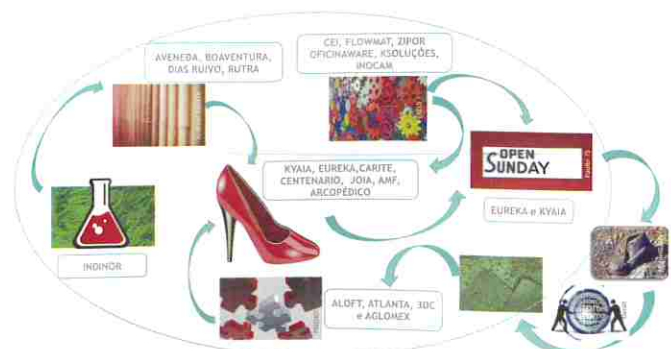 AVENEDA, BOAVENTURA,
DIAS RUIVO, RUTRA
CEI, FLOWMAT, ZIPOR
OFICINAWARE, KSOLUÇÕES,
INOCAM
KYAIA, EUREKA,CARITE,
CENTENARIO, JOIA, AMF,
ARCOPÉDICO
OPEN
SUNDAY
EUREKA e KYAIA
INDINOR
ALOFT, ATLANTA, 3DC
e AGLOMEX